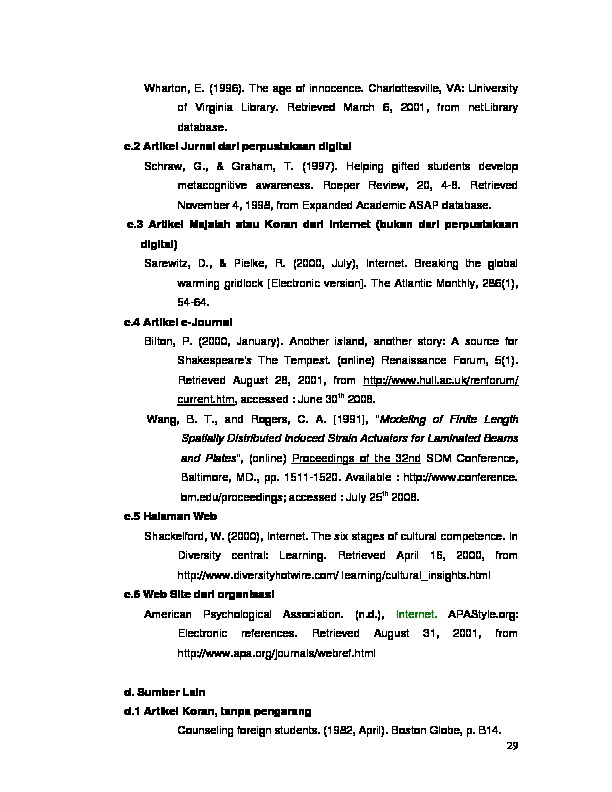 Wharton, E. (1996). The age of innocence. Charlottesville, VA: University
of Virginia Library. Retrieved March 6, 2001, from netLibrary
database.
c.2 Artikel Jurnal dari perpustakaan digital
Schraw, G., & Graham, T. (1997). Helping gifted students develop
metacognitive awareness. Roeper Review, 20, 4-8. Retrieved
November 4, 1998, from Expanded Academic ASAP database.
c.3 Artikel Majalah atau Koran dari Internet (bukan dari perpustakaan
digital)
Sarewitz, D., & Pielke, R. (2000, July), Internet. Breaking the global
warming gridlock [Electronic version]. The Atlantic Monthly, 286(1),
54-64.
c.4 Artikel e-Journal
Bilton, P. (2000, January). Another island, another story: A source for
Shakespeare's The Tempest. (online) Renaissance Forum, 5(1).
Retrieved August 28, 2001, from http://www.hull.ac.uk/renforum/
current.htm, accessed : June 30th 2008.
Wang, B. T., and Rogers, C. A. [1991], "Modeling of Finite Length
Spatially Distributed Induced Strain Actuators for Laminated Beams
and Plates", (online) Proceedings of the 32nd SDM Conference,
Baltimore, MD., pp. 1511-1520. Available : http://www.conference.
bm.edu/proceedings; accessed : July 25th 2008.
c.5 Halaman Web
Shackelford, W. (2000), Internet. The six stages of cultural competence. In
Diversity central: Learning. Retrieved April 16, 2000, from
http://www.diversityhotwire.com/ learning/cultural_insights.html
c.6 Web Site dari organisasi
American Psychological Association. (n.d.), Internet. APAStyle.org:
Electronic references. Retrieved August 31, 2001, from
http://www.apa.org/journals/webref.html
d. Sumber Lain
d.1 Artikel Koran, tanpa pengarang
Counseling foreign students. (1982, April). Boston Globe, p. B14.
29